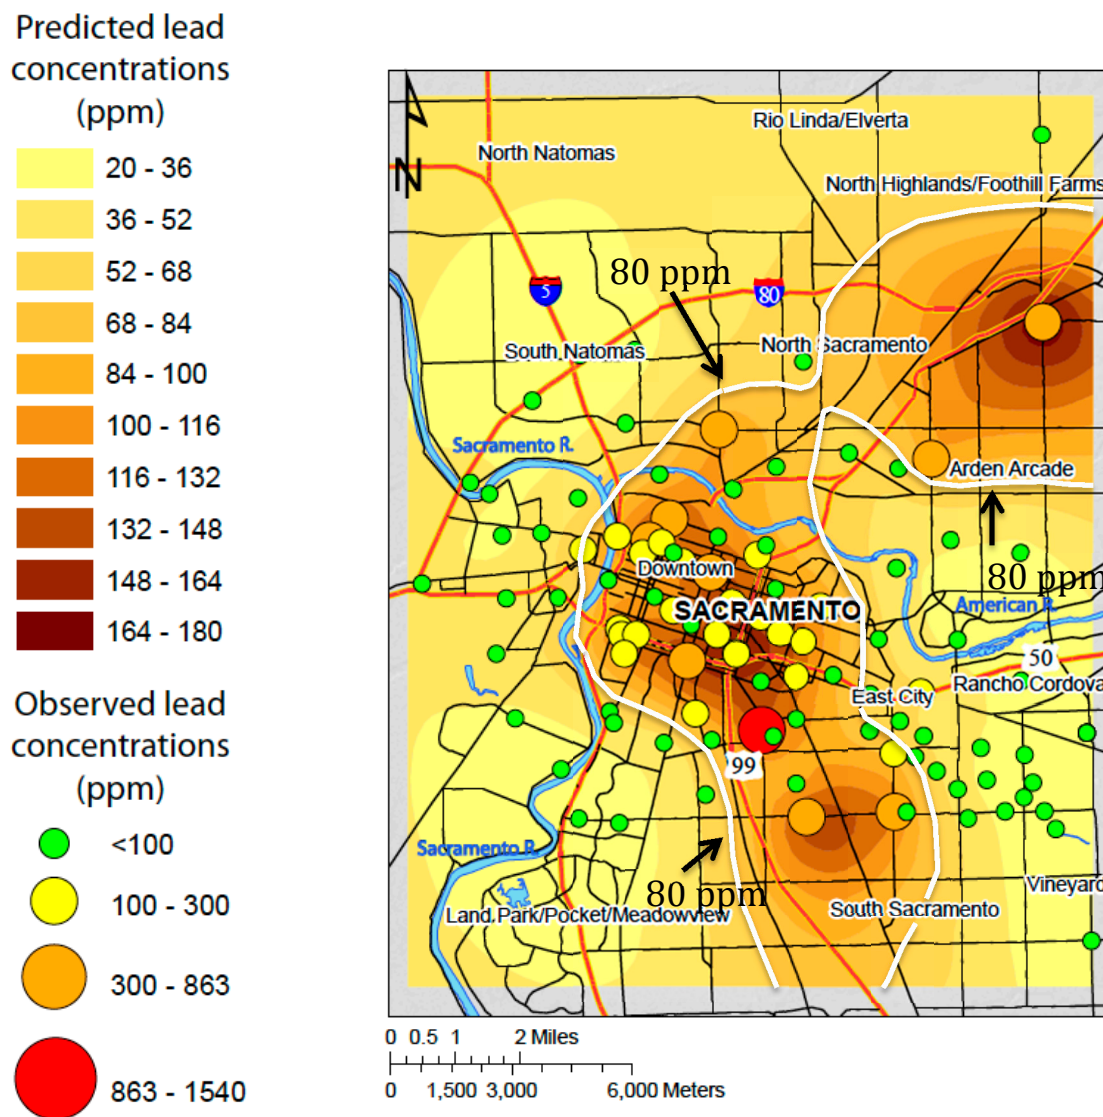 Predicted lead
concentrations
(ppm)
20 - 36
36 - 52
52 - 68
68 - 84
84 - 100
100 - 116
116 - 132
132 - 148
148 - 164
164 - 180
Observed lead
concentrations
(ppm)
<100
100 - 300
300 - 863
863 - 1540
N
Rio Linda/Elverta
North Natomas
North Highlands/Foothill Farms
80 ppm
5
80
South Natomas
North Sacramento
Sacramento R.
Arden Arcade
Downtown
80 ppm
SACRAMENTO
American R.
50
East City
Rancho Cordova
99
Sacramento R.
80 ppm
Vineyard
Land Park/Pocket/Meadowview
South Sacramento
0 0.5 1 2 Miles
0 1,500 3,000 6,000 Meters